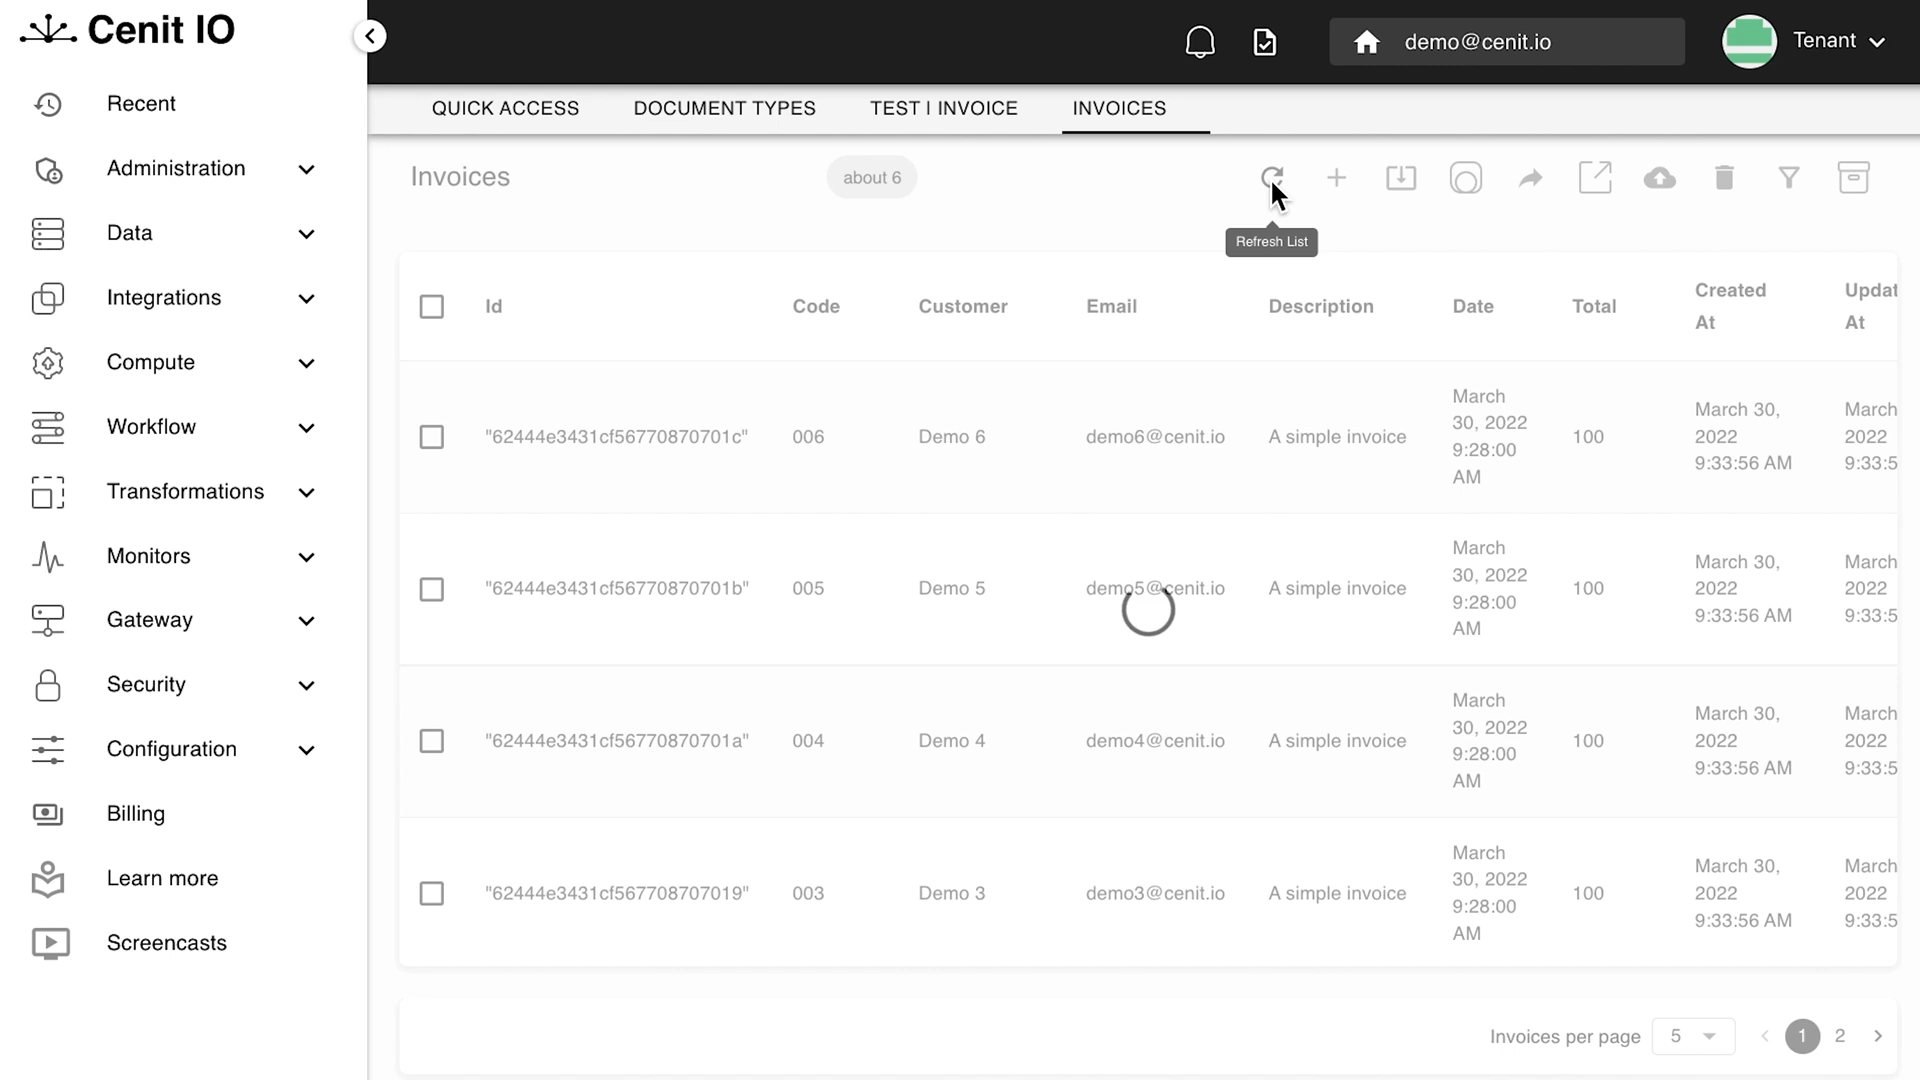 Cenit IO
demo@cenit.io
Tenant
Recent
Administration
Data
Integrations
Compute
Workflow
Transformations
Monitors
Gateway
Security
Configuration
Billing
Learn more
Screencasts
QUICK ACCESS
DOCUMENT TYPES
TEST | INVOICE
INVOICES
Invoices
about 6
Refresh List
Id
Code
Customer
Email
Description
Date
Total
Created
At
Updat
At
"62444e3431cf56770870701c"
006
Demo 6
demo6@cenit.io
A simple invoice
March
30, 2022
9:28:00
AM
100
March 30,
2022
9:33:56 AM
March
2022
9:33:5
"62444e3431cf56770870701b"
005
Demo 5
demo5@cenit.io
A simple invoice
March
30, 2022
9:28:00
AM
100
March 30,
2022
9:33:56 AM
March
2022
9:33:5
"62444e3431cf56770870701a"
004
Demo 4
demo4@cenit.io
A simple invoice
March
30, 2022
9:28:00
AM
100
March 30,
2022
9:33:56 AM
March
2022
9:33:5
"62444e3431cf567708707019"
003
Demo 3
demo3@cenit.io
A simple invoice
March
30, 2022
9:28:00
AM
100
March 30,
2022
9:33:56 AM
March
2022
9:33:5
Invoices per page
5
1
2